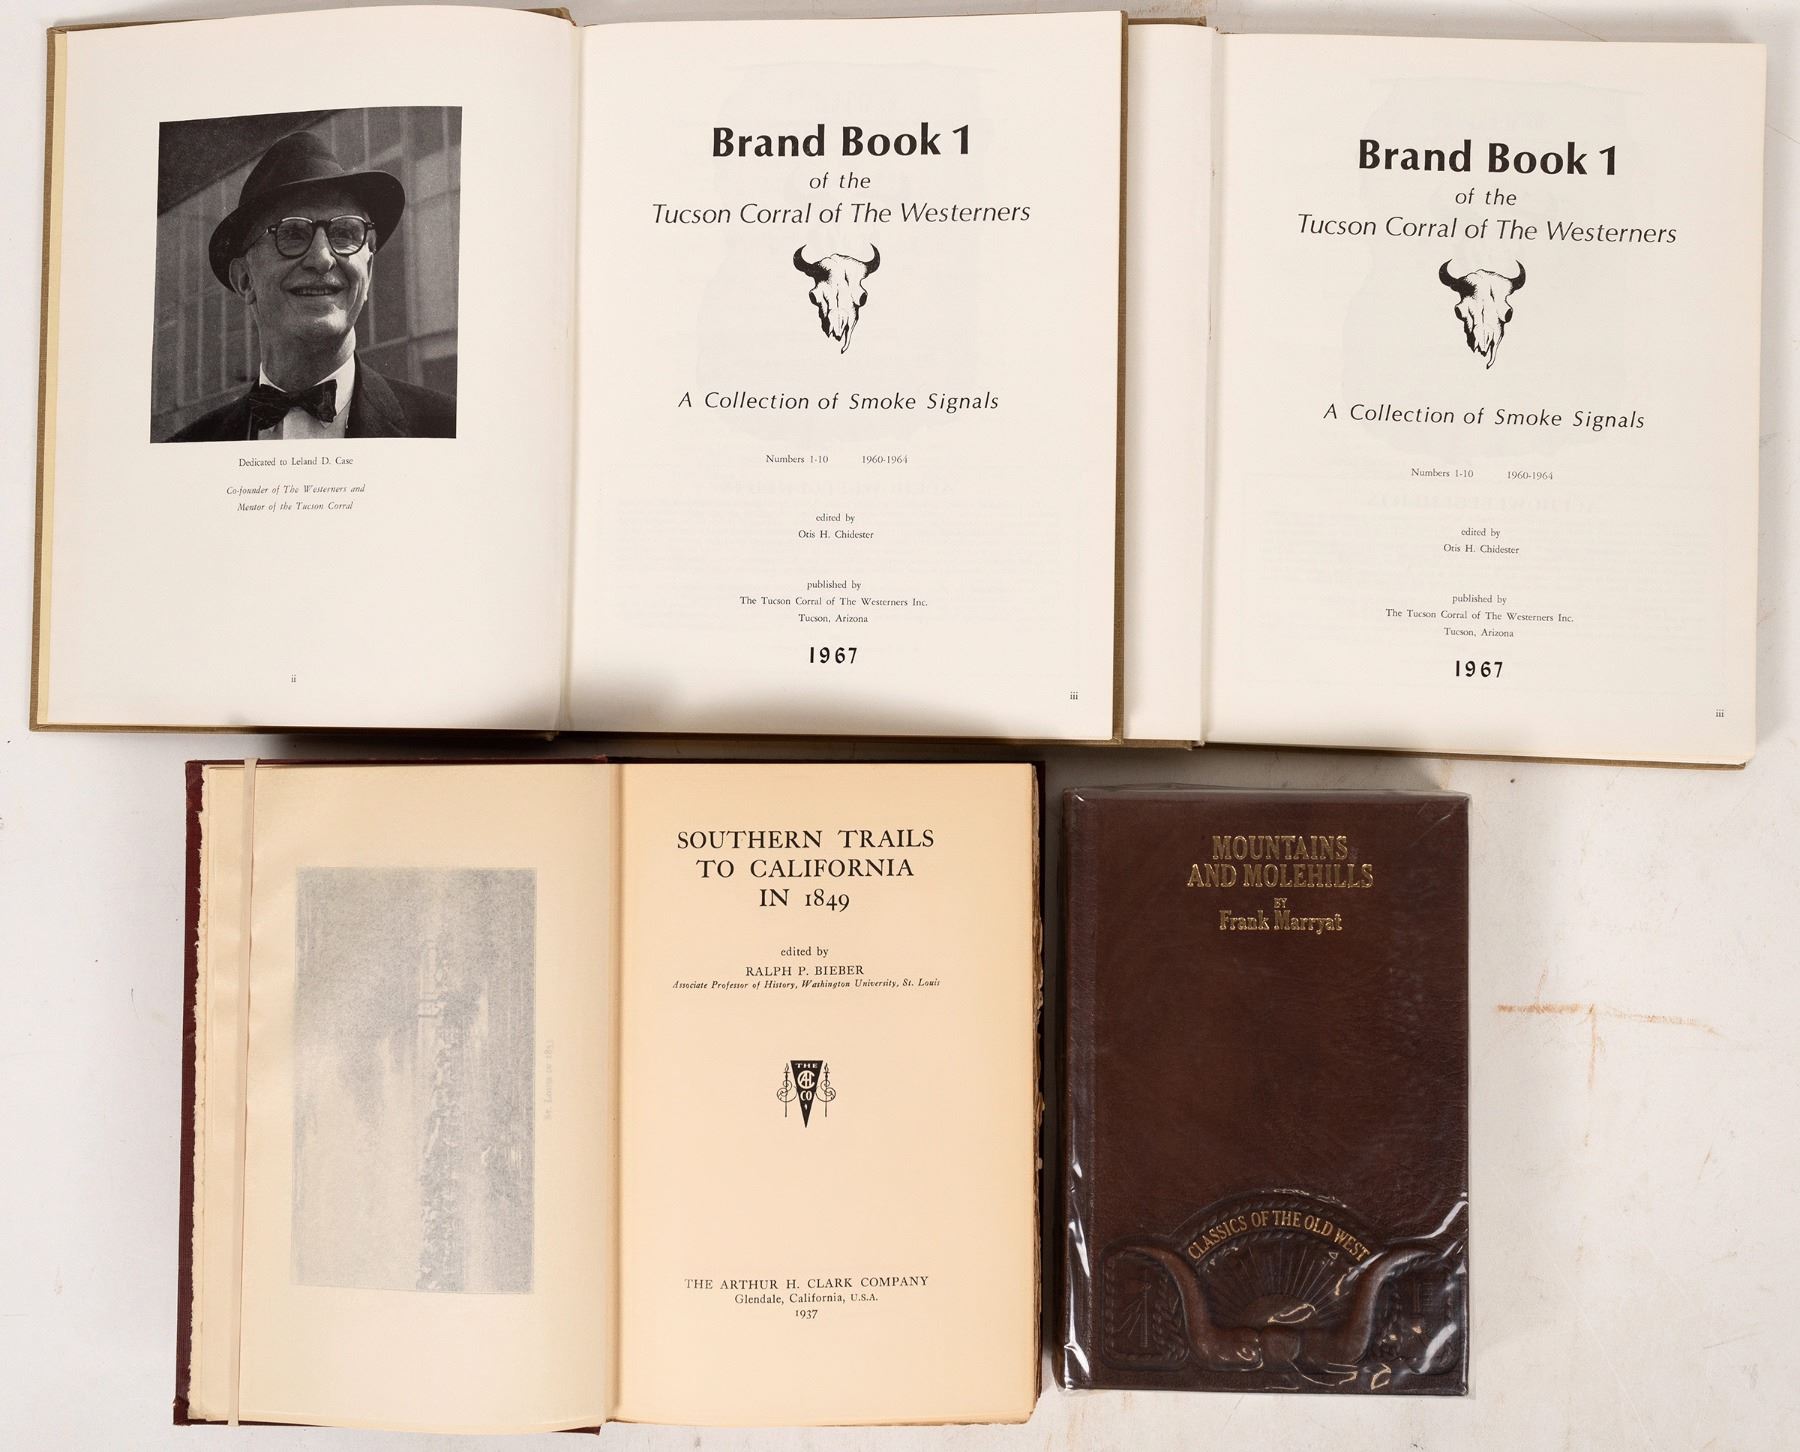 Dedicated to Leland D. Case
Co-founder of The Westerners and
Mentor of the Tucson Corral
ii
Brand Book 1
of the
Tucson Corral of The Westerners
A Collection of Smoke Signals
Numbers 1-10 1960-1964
edited by
Otis H. Chidester
published by
The Tucson Corral of The Westerners Inc.
Tucson, Arizona
1967
iii
Brand Book 1
of the
Tucson Corral of The Westerners
A Collection of Smoke Signals
Numbers 1-10 1960-1964
edited by
Otis H. Chidester
published by
The Tucson Corral of The Westerners Inc.
Tucson, Arizona
1967
iii
SOUTHERN TRAILS
TO CALIFORNIA
IN 1849
edited by
RALPH P. BIEBER
Associate Professor of History, Washington University, St. Louis
THE
AHC
CO
THE ARTHUR H. CLARK COMPANY
Glendale, California, U.S.A.
1937
MOUNTAINS
AND MOLEHILLS
BY
Frank Marryat
CLASSICS OF THE OLD WEST